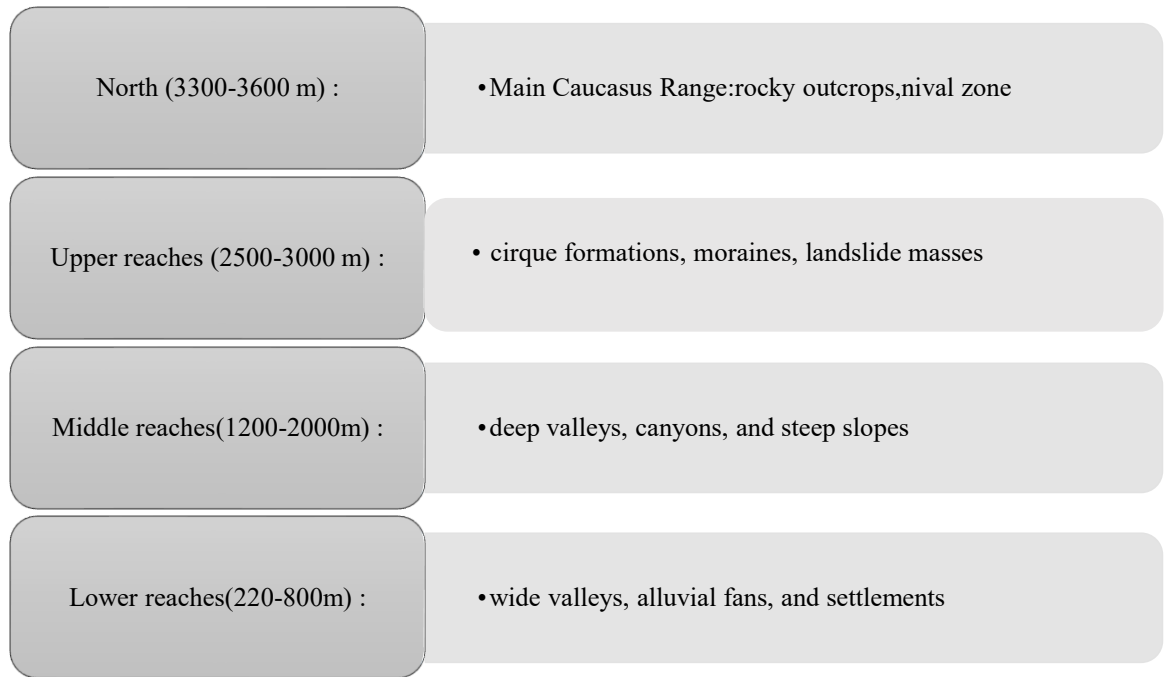 North (3300-3600 m) :
•Main Caucasus Range:rocky outcrops,nival zone
Upper reaches (2500-3000 m) :
• cirque formations, moraines, landslide masses
Middle reaches(1200-2000m) :
•deep valleys, canyons, and steep slopes
Lower reaches(220-800m) :
•wide valleys, alluvial fans, and settlements